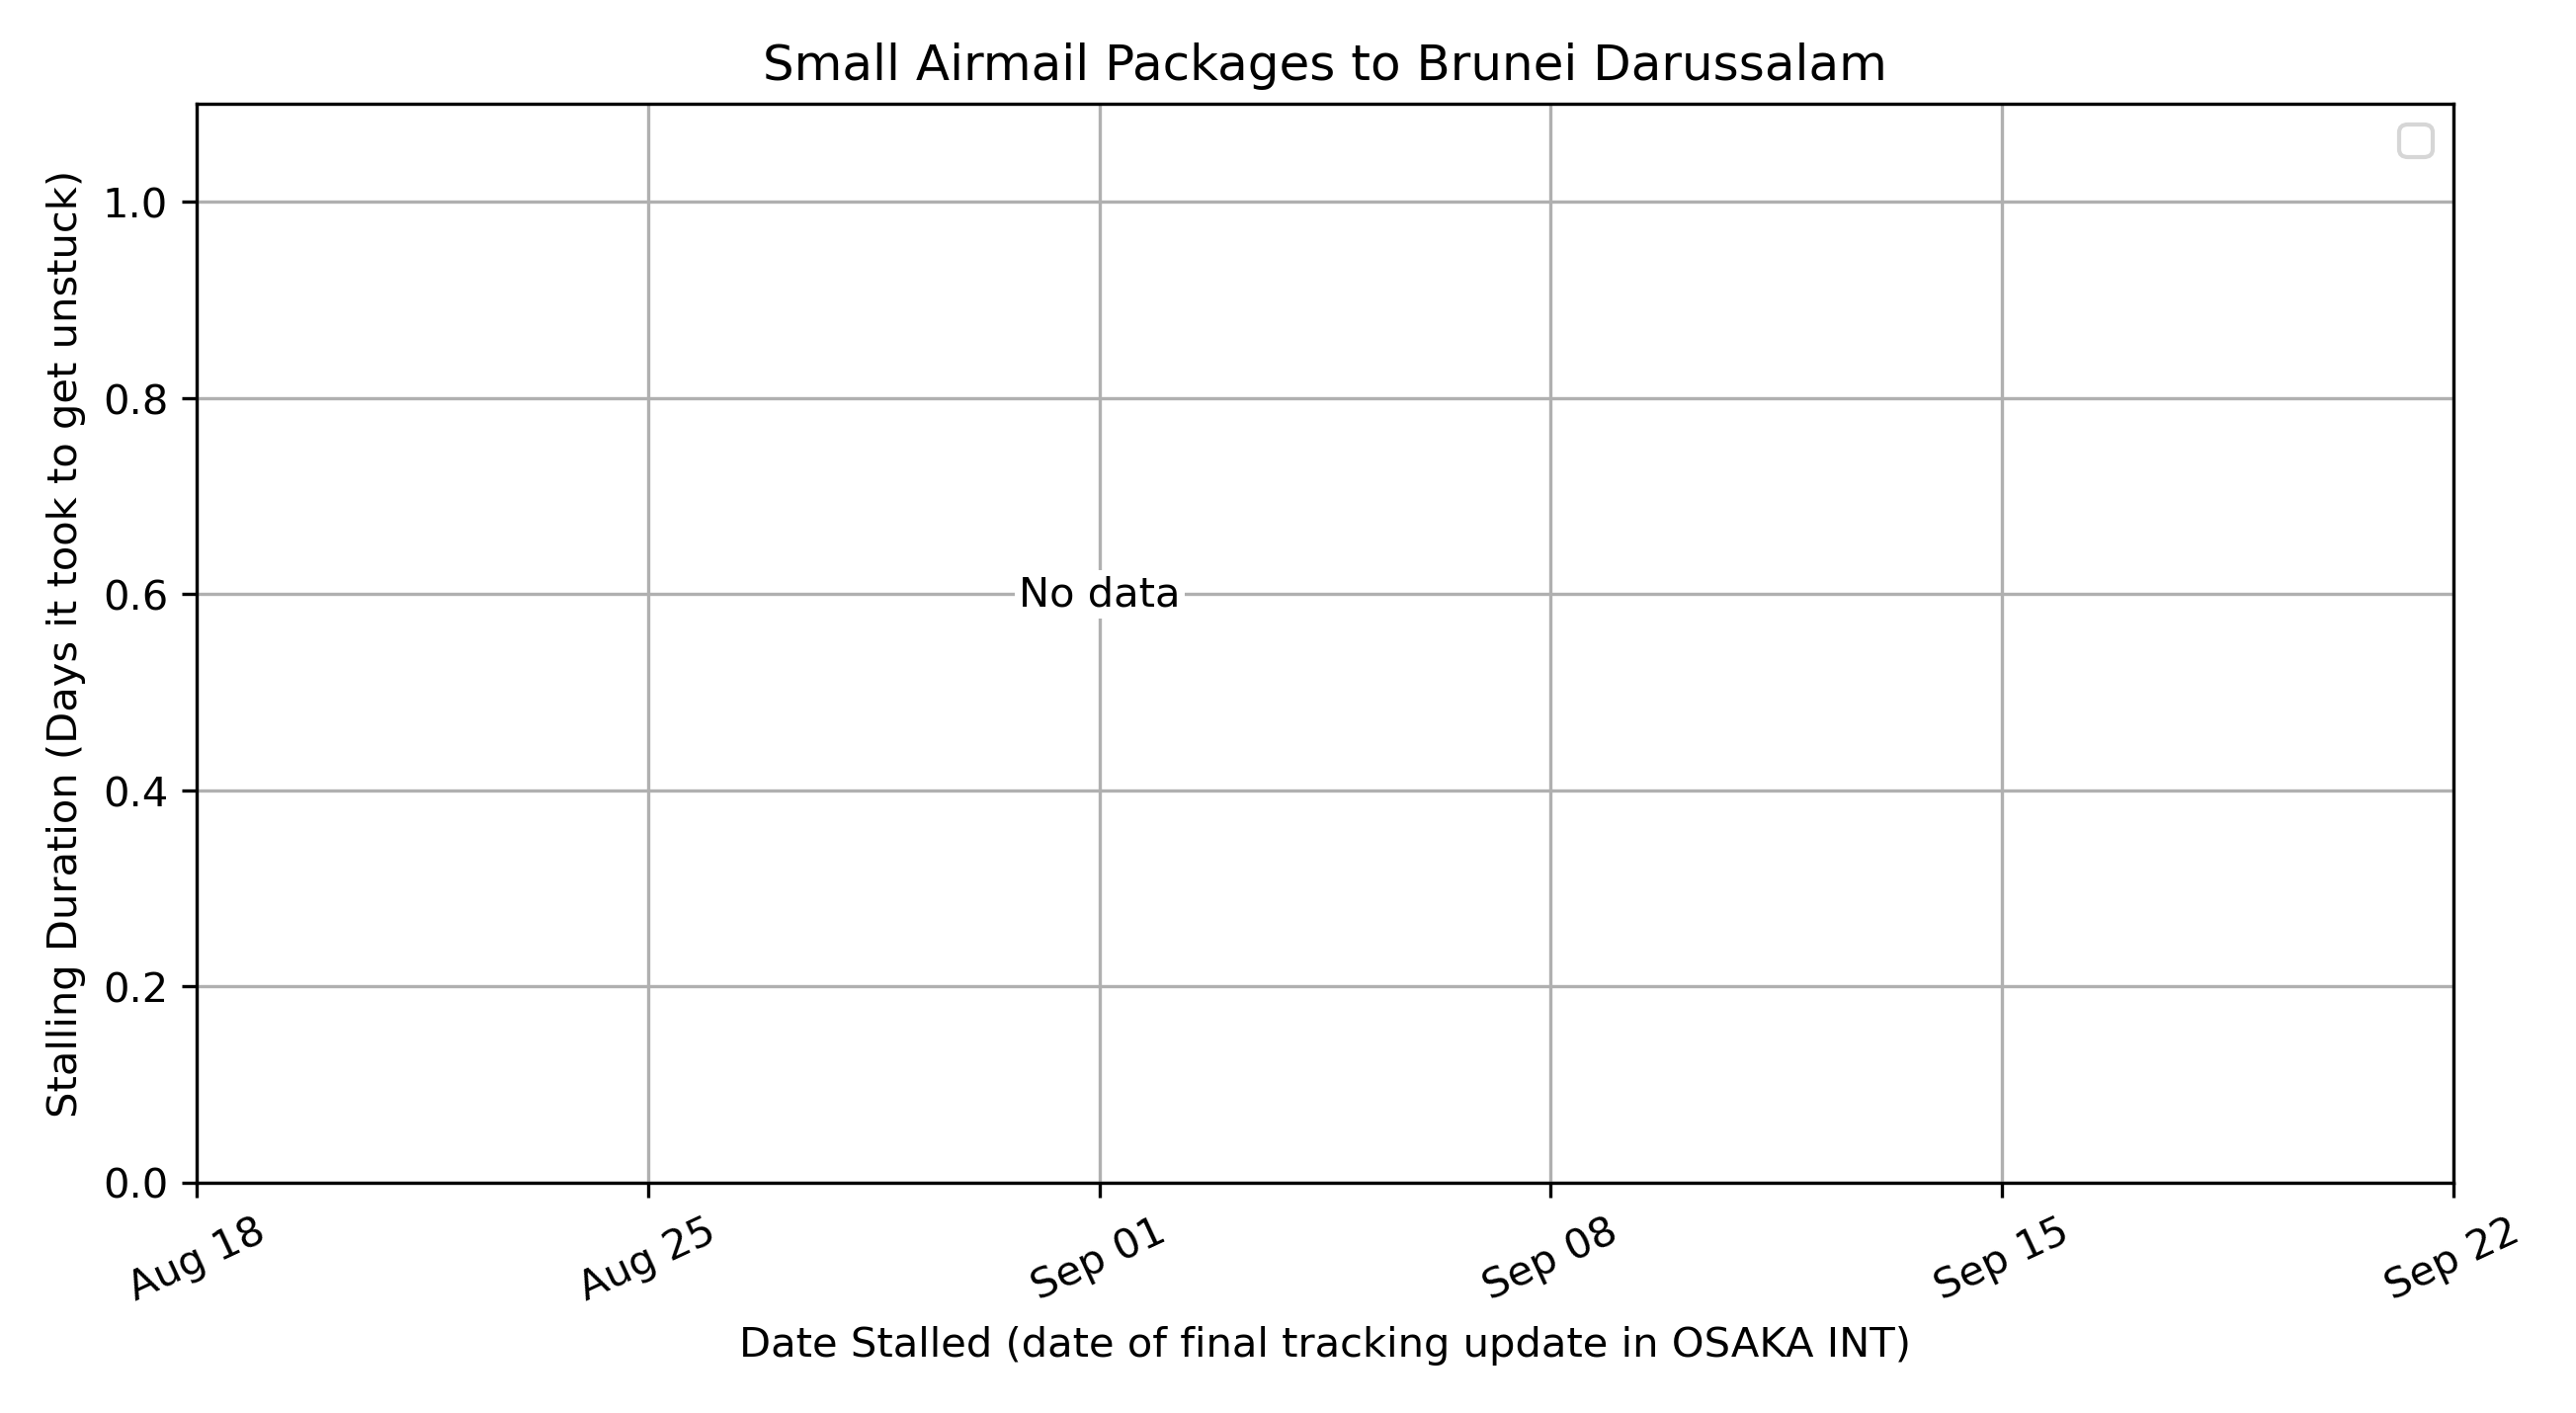 Small Airmail Packages to Brunei Darussalam
Stalling Duration (Days it took to get unstuck)
1.0
0.8
0.6
0.4
0.2
0.0
No data
Aug 18
Aug 25
Sep 01
Sep 08
Sep 15
Sep 22
Date Stalled (date of final tracking update in OSAKA INT)